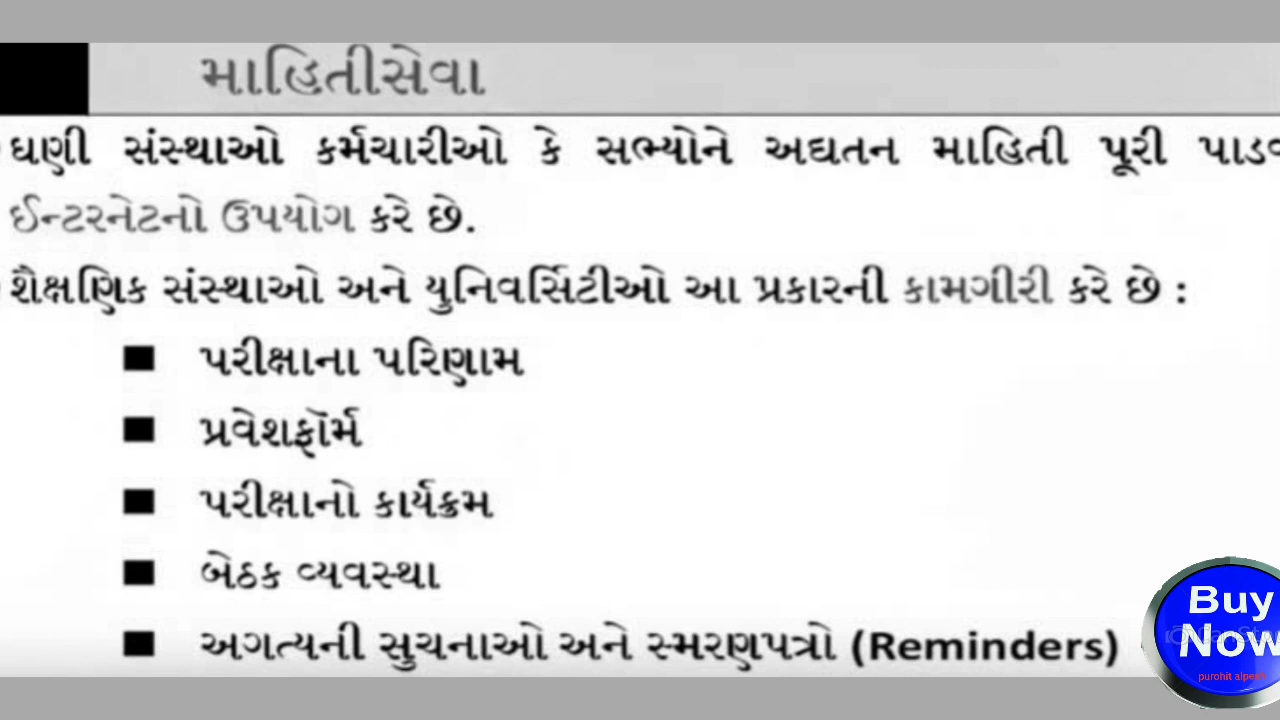 માહિતીસેવા
ઘણી સંસ્થાઓ કર્મચારીઓ કે સભ્યોને અદ્યતન માહિતી પૂરી
ઈન્ટરનેટનો ઉપયોગ કરે છે.
શૈક્ષણિક સંસ્થાઓ અને યુનિવર્સિટીઓ આ પ્રકારની કામગીરી કરે છે :
■ પરીક્ષાના પરિણામ
■ પ્રવેશફૉર્મ
■ પરીક્ષાનો કાર્યક્રમ
■ બેઠક વ્યવસ્થા
■ અગત્યની સુચનાઓ અને સ્મરણપત્રો (Reminders)
Buy
Now
purohit